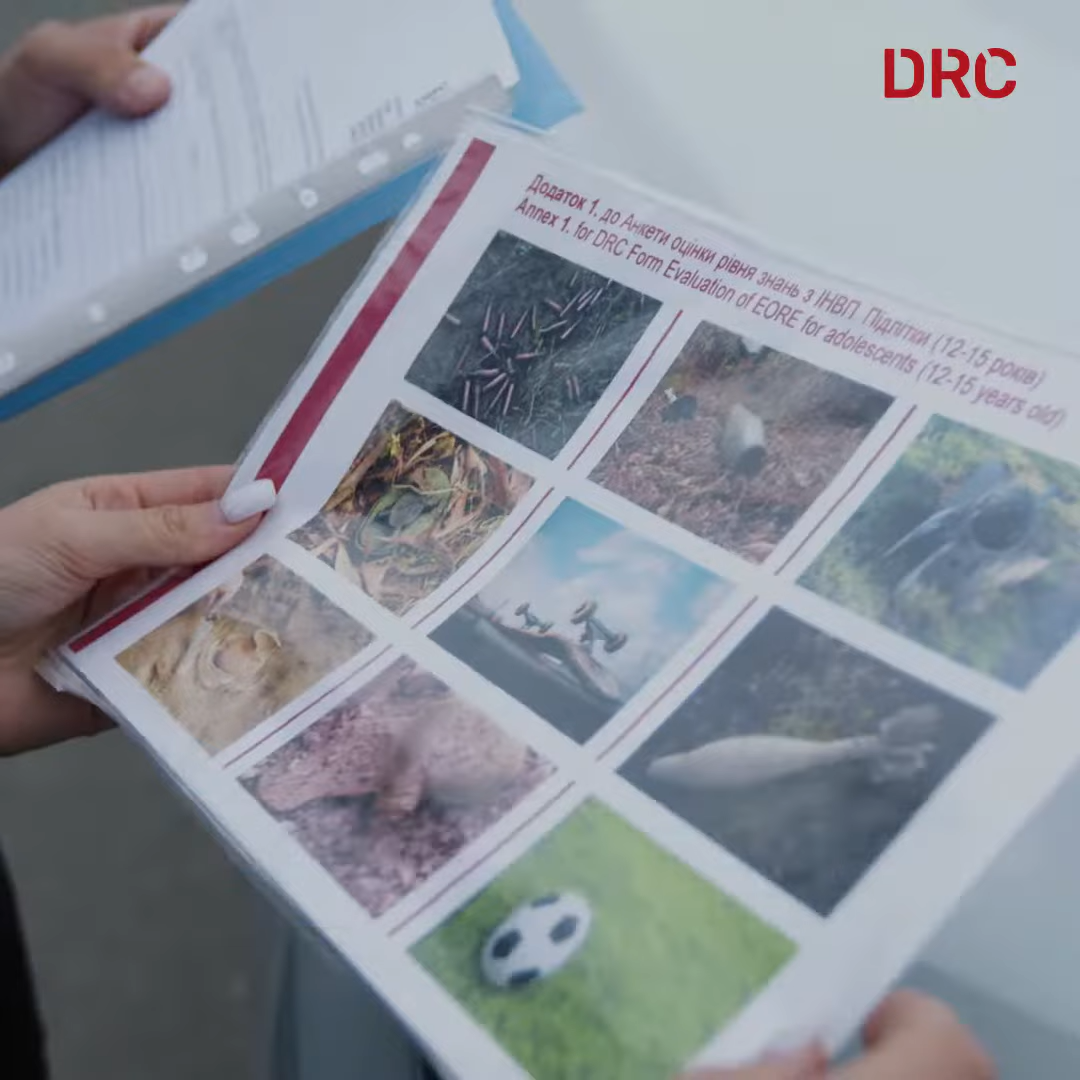 DRC
Додаток 1. до Анкети оцінки рівня знань з ІНВП Підлітки (12-15 років)
Annex 1. for DRC Form Evaluation of EORE for adolescents (12-15 years old)